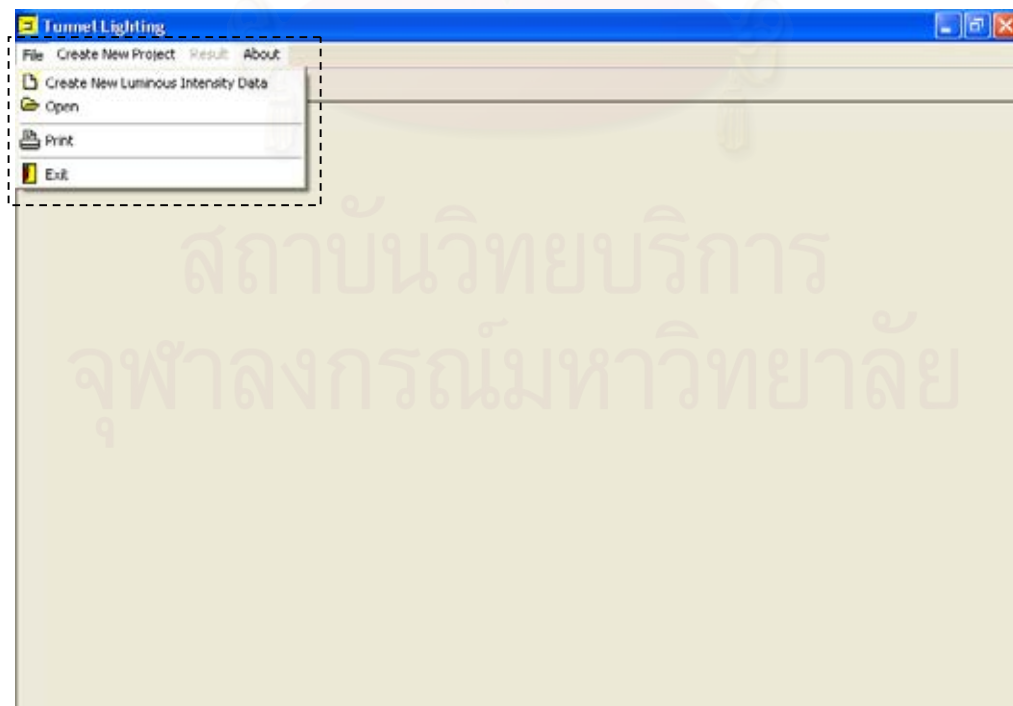 Tunnel Lighting
File Create New Project Result About
Create New Luminous Intensity Data
Open
Print
Exit
สถาบันวิทยบริการ
จุฬาลงกรณ์มหาวิทยาลัย